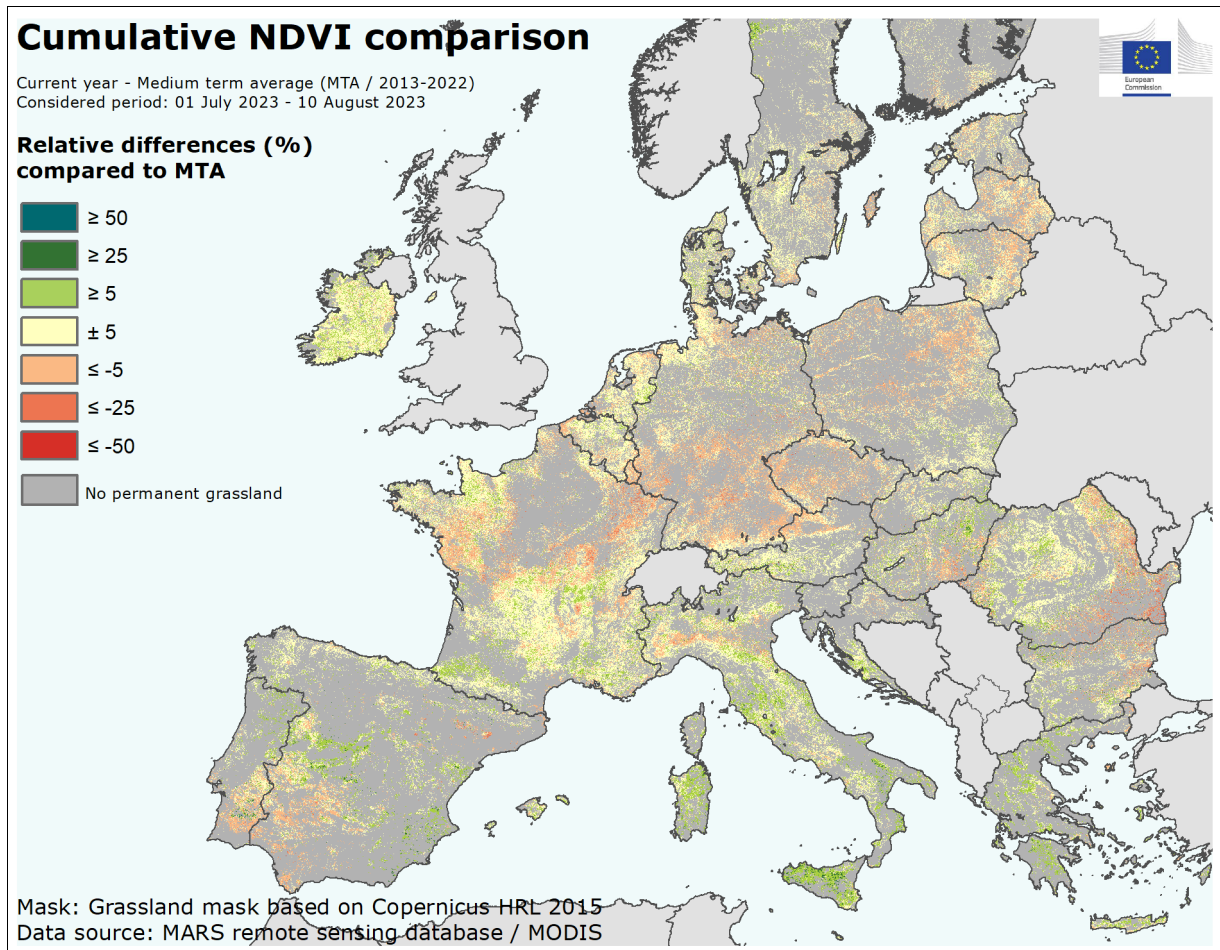 Cumulative NDVI comparison
Current year - Medium term average (MTA / 2013-2022)
Considered period: 01 July 2023 - 10 August 2023
Relative differences (%)
compared to MTA
≥ 50
≥ 25
≥ 5
± 5
≤ -5
≤ -25
≤ -50
No permanent grassland
European
Commission
Mask: Grassland mask based on Copernicus HRL 2015
Data source: MARS remote sensing database / MODIS